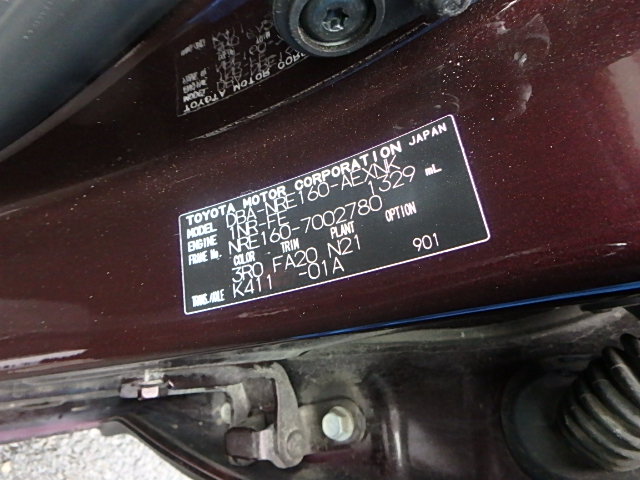 TOYOTA MOTOR CORPORATION JAPAN
MODEL DBA-NRE160-AEXNK
ENGINE 1NR-FE 1329 mL
FRAME No. NRE160-7002780
COLOR TRIM PLANT OPTION
3R0 FA20 N21 901
TRANS./AXLE K411 -01A